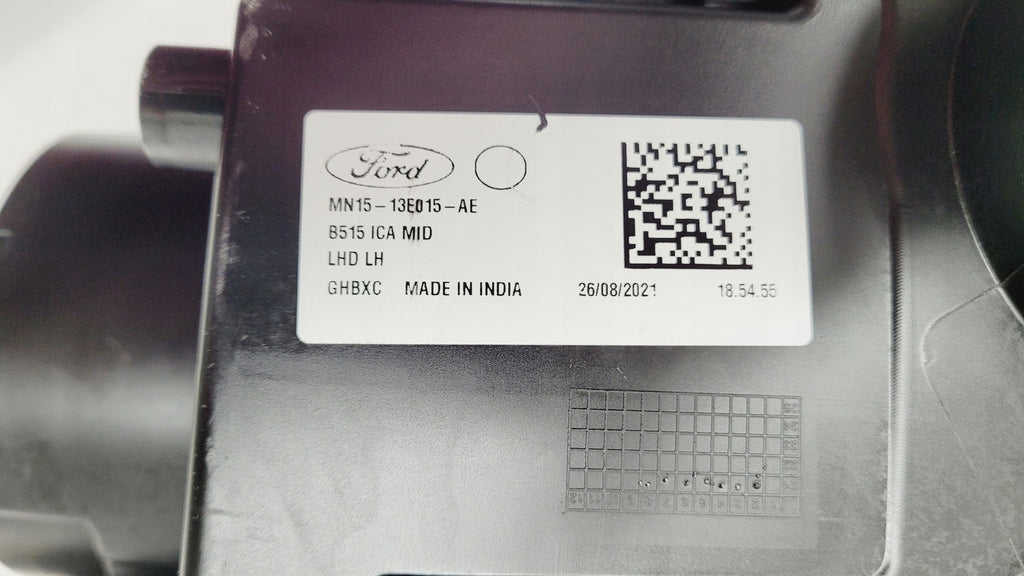 Ford
MN15-13E015-AE
B515 ICA MID
LHD LH
GHBXC MADE IN INDIA 26/08/2021 18.54.55